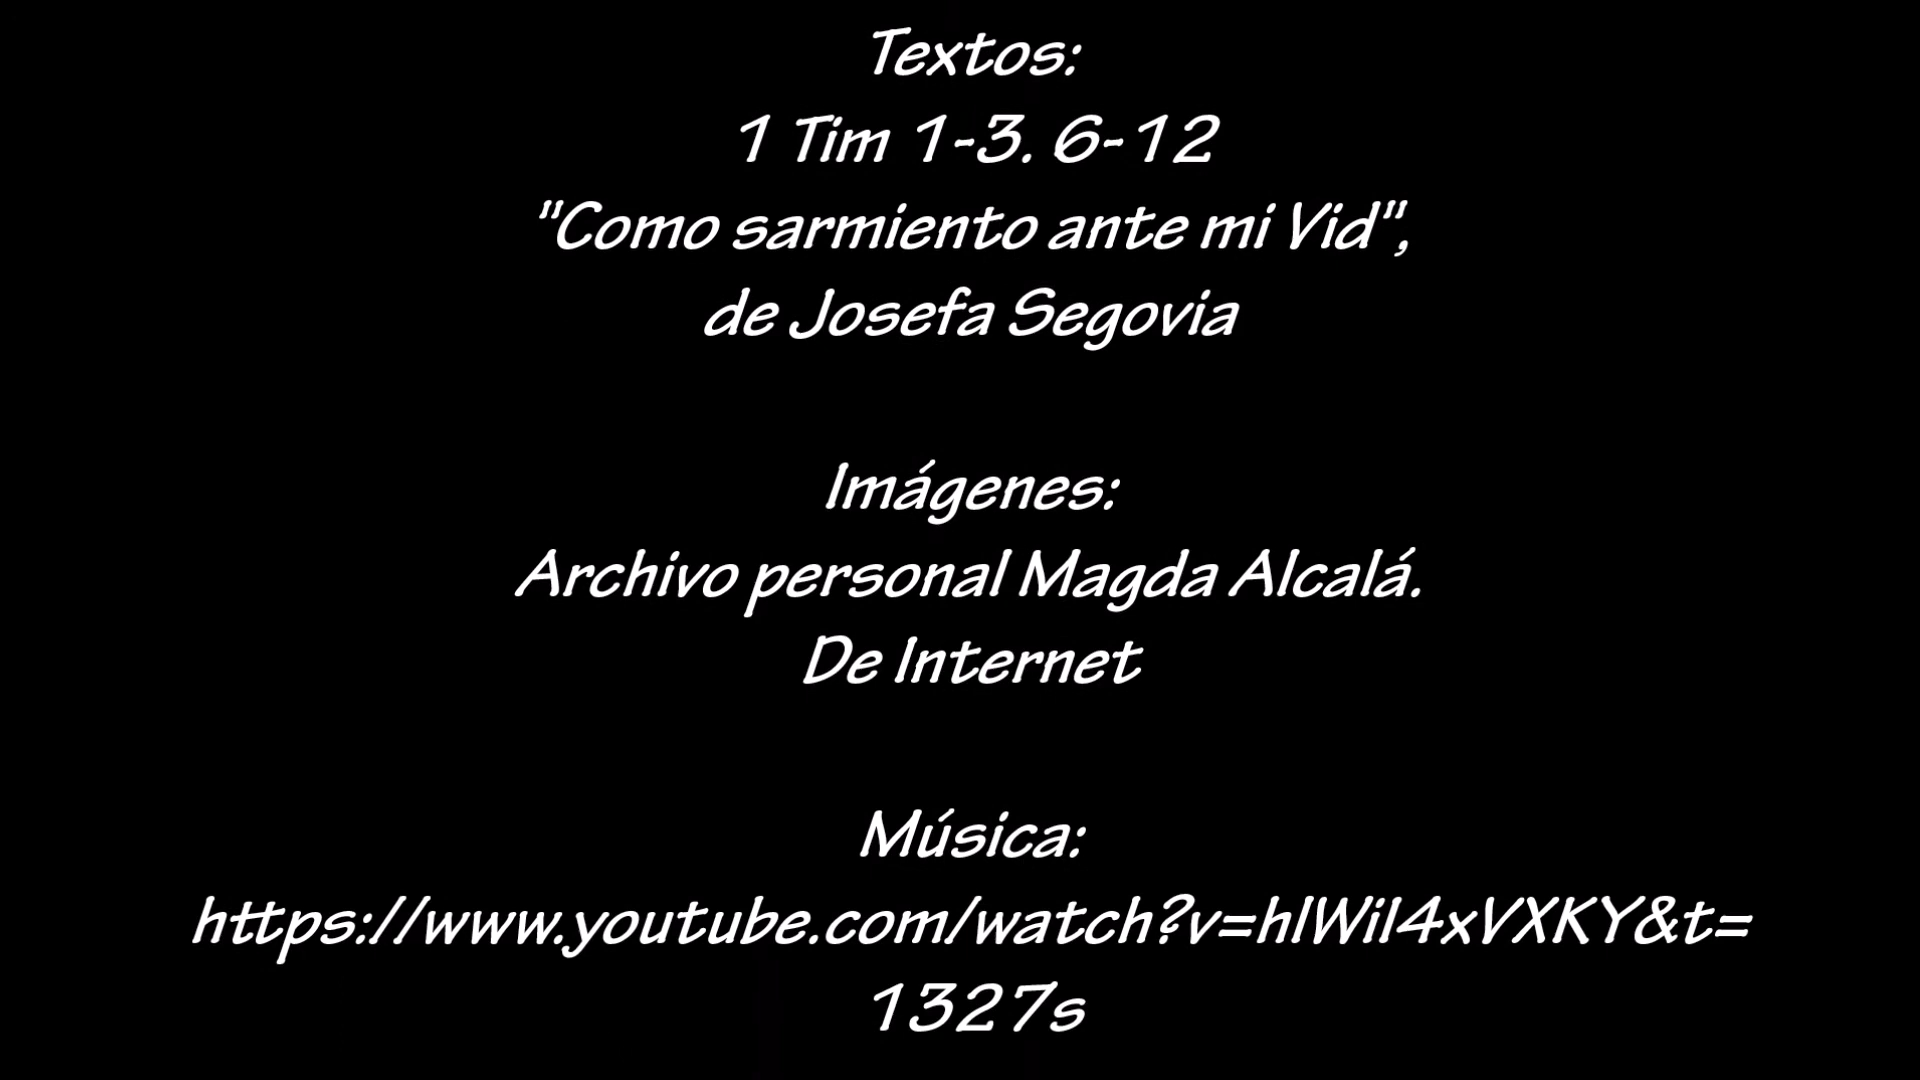 Textos:
1 Tim 1-3. 6-12
"Como sarmiento ante mi Vid",
de Josefa Segovia
Imágenes:
Archivo personal Magda Alcalá.
De Internet
Música:
https://www.youtube.com/watch?v=hlWil4xVXKY&t=
1327s